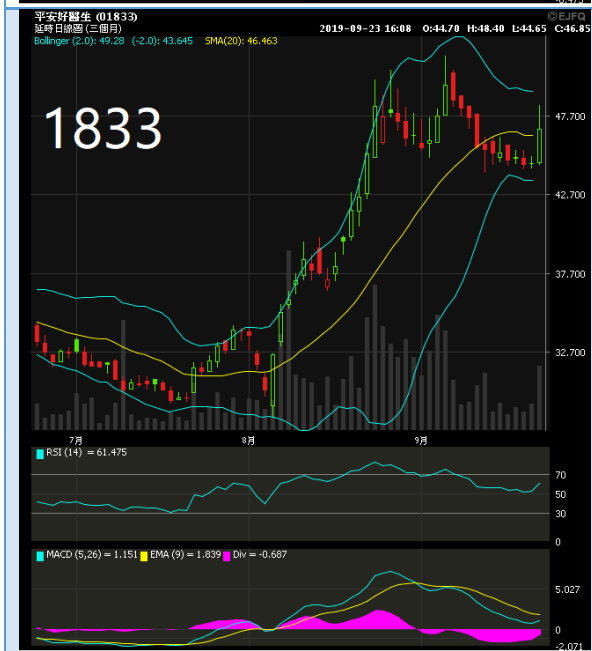 -0.475
平安好醫生 (01833)
©EJFQ
延時日線圖 (三個月)
2019-09-23 16:08 O:44.70 H:48.40 L:44.65 C:46.85
Bollinger (2.0): 49.28 (-2.0): 43.645 SMA(20): 46.463
1833
47.700
42.700
37.700
32.700
7月 8月 9月
RSI (14) = 61.475
70
50
30
0
MACD (5,26) = 1.151 EMA (9) = 1.839 Div = -0.687
5.027
0
-2.071